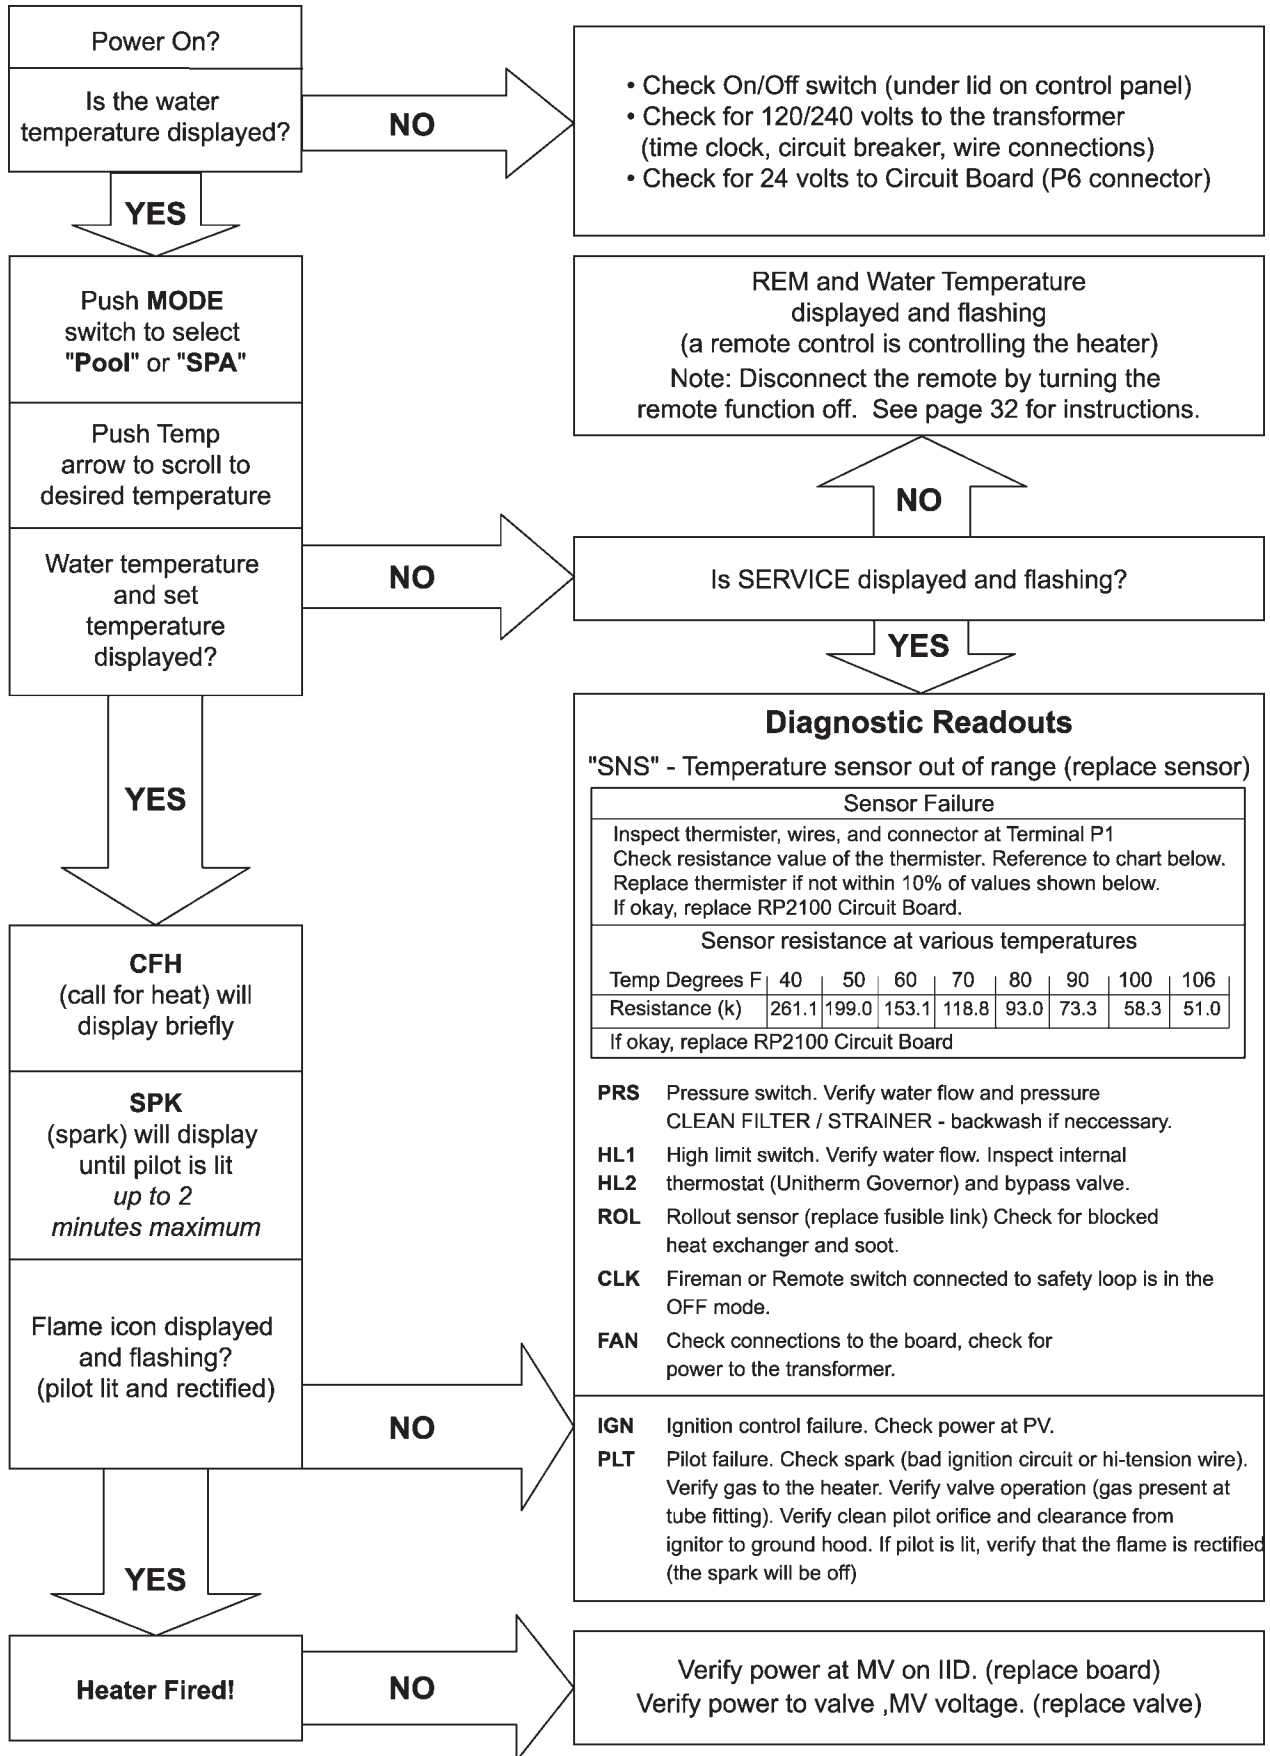 Power On?
Is the water
temperature displayed?
NO
• Check On/Off switch (under lid on control panel)
• Check for 120/240 volts to the transformer
(time clock, circuit breaker, wire connections)
• Check for 24 volts to Circuit Board (P6 connector)
YES
Push MODE
switch to select
"Pool" or "SPA"
Push Temp
arrow to scroll to
desired temperature
Water temperature
and set
temperature
displayed?
NO
Is SERVICE displayed and flashing?
NO
REM and Water Temperature
displayed and flashing
(a remote control is controlling the heater)
Note: Disconnect the remote by turning the
remote function off. See page 32 for instructions.
YES
Diagnostic Readouts
"SNS" - Temperature sensor out of range (replace sensor)
Sensor Failure
Inspect thermister, wires, and connector at Terminal P1
Check resistance value of the thermister. Reference to chart below.
Replace thermister if not within 10% of values shown below.
If okay, replace RP2100 Circuit Board.
Sensor resistance at various temperatures
Temp Degrees F 40 50 60 70 80 90 100 106
Resistance (k) 261.1 199.0 153.1 118.8 93.0 73.3 58.3 51.0
If okay, replace RP2100 Circuit Board
PRS Pressure switch. Verify water flow and pressure
CLEAN FILTER / STRAINER - backwash if neccessary.
HL1 High limit switch. Verify water flow. Inspect internal
HL2 thermostat (Unitherm Governor) and bypass valve.
ROL Rollout sensor (replace fusible link) Check for blocked
heat exchanger and soot.
CLK Fireman or Remote switch connected to safety loop is in the
OFF mode.
FAN Check connections to the board, check for
power to the transformer.
IGN Ignition control failure. Check power at PV.
PLT Pilot failure. Check spark (bad ignition circuit or hi-tension wire).
Verify gas to the heater. Verify valve operation (gas present at
tube fitting). Verify clean pilot orifice and clearance from
ignitor to ground hood. If pilot is lit, verify that the flame is rectified
(the spark will be off)
YES
CFH
(call for heat) will
display briefly
SPK
(spark) will display
until pilot is lit
up to 2
minutes maximum
Flame icon displayed
and flashing?
(pilot lit and rectified)
NO
YES
Heater Fired!
NO
Verify power at MV on IID. (replace board)
Verify power to valve ,MV voltage. (replace valve)